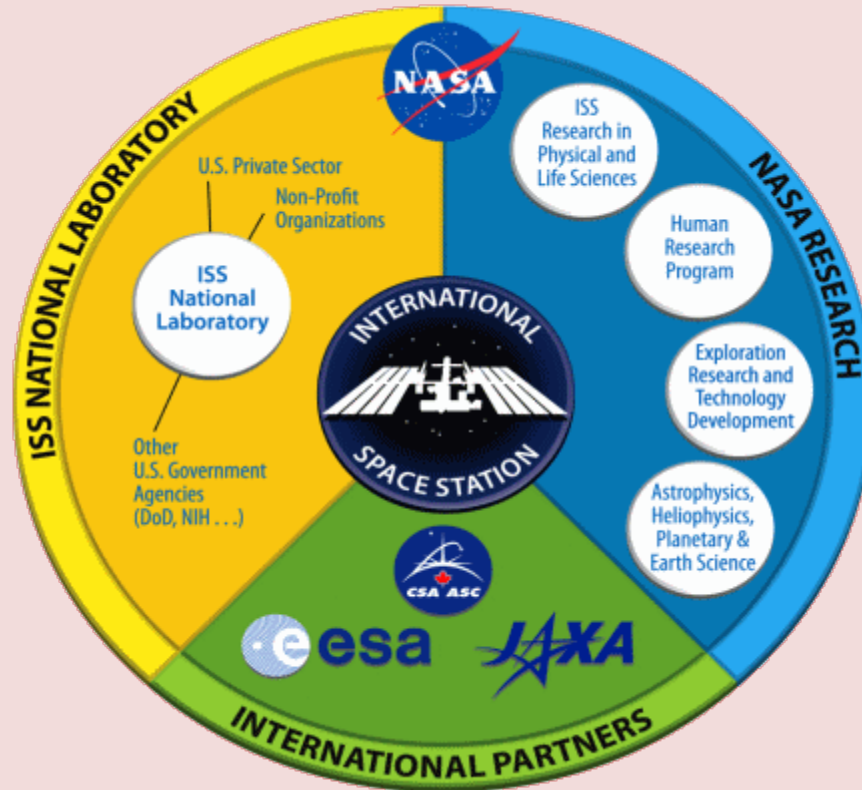 NASA
ISS NATIONAL LABORATORY
U.S. Private Sector
Non-Profit
Organizations
ISS
National
Laboratory
Other
U.S. Government
Agencies
(DoD, NIH . . .)
NASA RESEARCH
ISS
Research in
Physical and
Life Sciences
Human
Research
Program
Exploration
Research and
Technology
Development
Astrophysics,
Heliophysics,
Planetary &
Earth Science
INTERNATIONAL
SPACE STATION
CSA ASC
e esa
JAXA
INTERNATIONAL PARTNERS